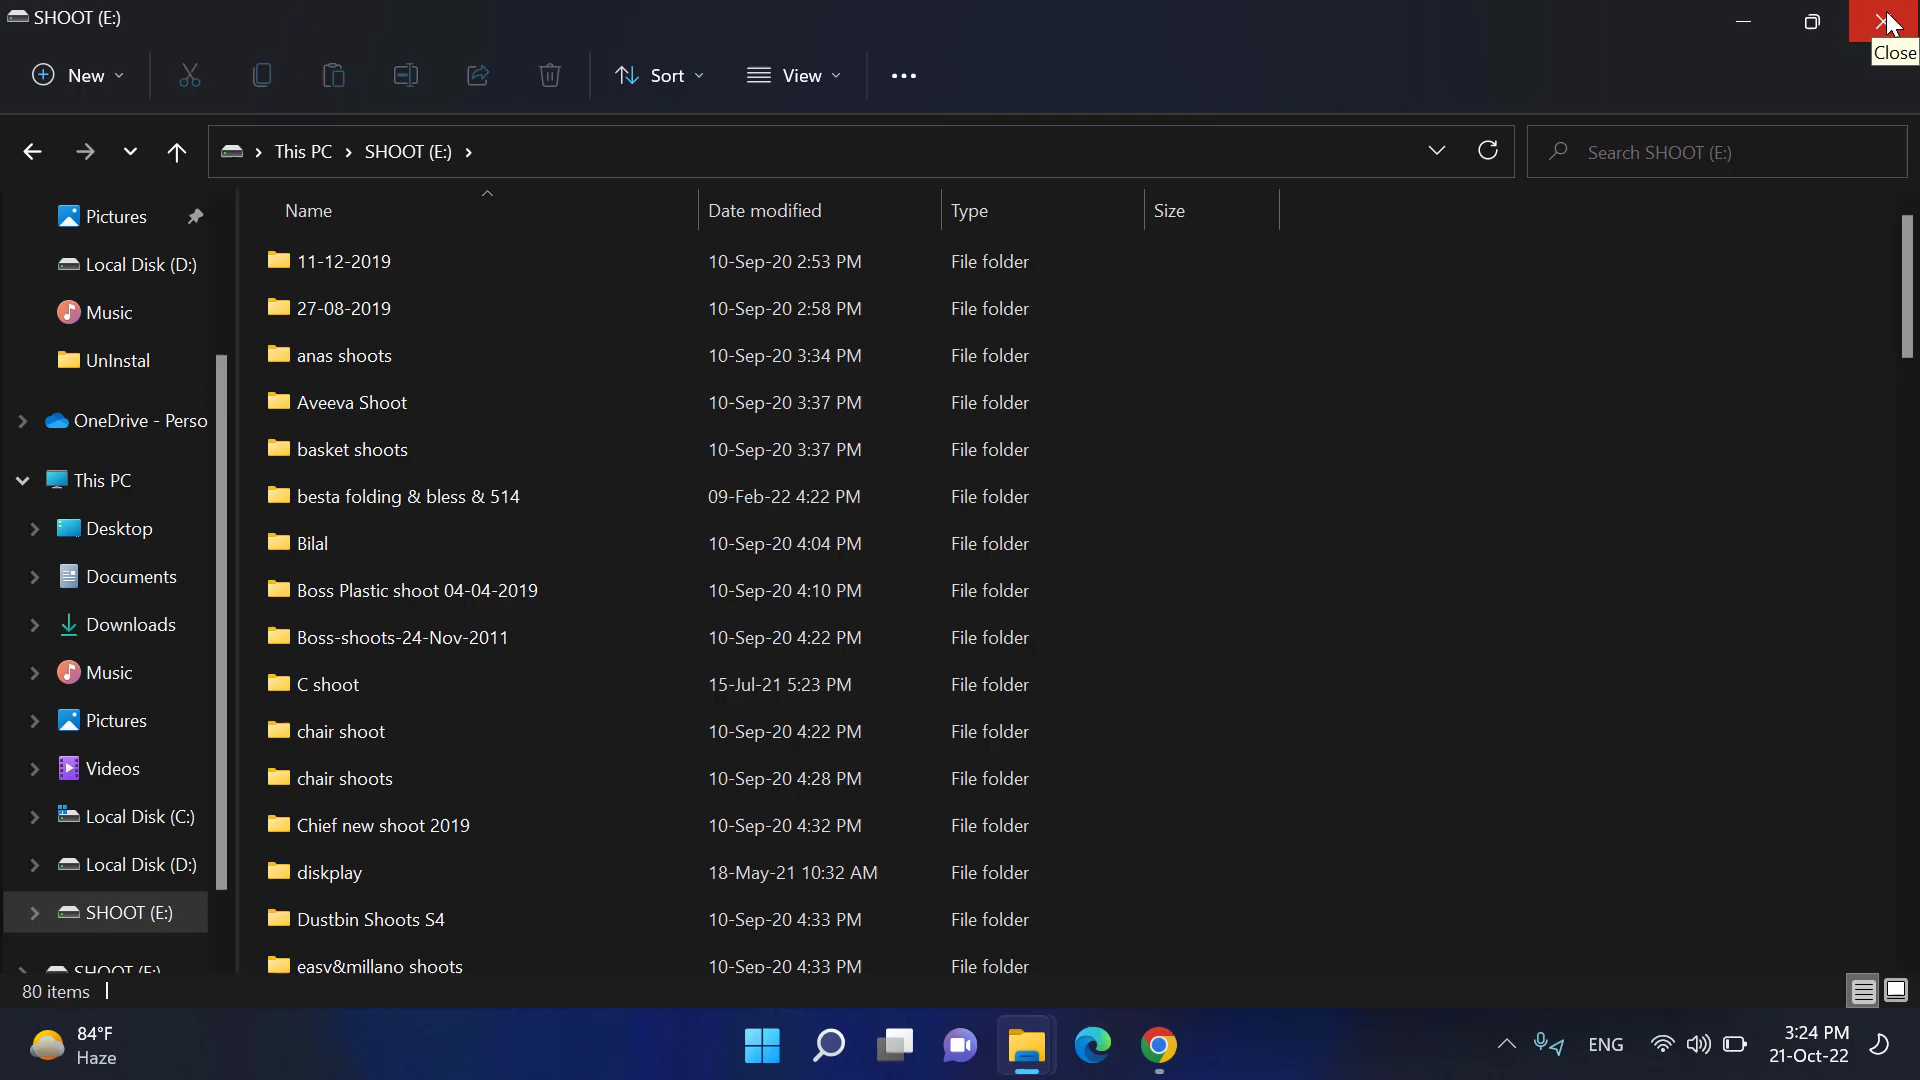 SHOOT (E:)
Close
New
Sort
View
This PC
SHOOT (E:)
Search SHOOT (E:)
Pictures
Local Disk (D:)
Music
UnInstal
OneDrive - Perso
This PC
Desktop
Documents
Downloads
Music
Pictures
Videos
Local Disk (C:)
Local Disk (D:)
SHOOT (E:)
SHOOT (E:)
Name Date modified Type Size
11-12-2019 10-Sep-20 2:53 PM File folder
27-08-2019 10-Sep-20 2:58 PM File folder
anas shoots 10-Sep-20 3:34 PM File folder
Aveeva Shoot 10-Sep-20 3:37 PM File folder
basket shoots 10-Sep-20 3:37 PM File folder
besta folding & bless & 514 09-Feb-22 4:22 PM File folder
Bilal 10-Sep-20 4:04 PM File folder
Boss Plastic shoot 04-04-2019 10-Sep-20 4:10 PM File folder
Boss-shoots-24-Nov-2011 10-Sep-20 4:22 PM File folder
C shoot 15-Jul-21 5:23 PM File folder
chair shoot 10-Sep-20 4:22 PM File folder
chair shoots 10-Sep-20 4:28 PM File folder
Chief new shoot 2019 10-Sep-20 4:32 PM File folder
diskplay 18-May-21 10:32 AM File folder
Dustbin Shoots S4 10-Sep-20 4:33 PM File folder
easy&millano shoots 10-Sep-20 4:33 PM File folder
80 items
84°F
Haze
ENG
3:24 PM
21-Oct-22